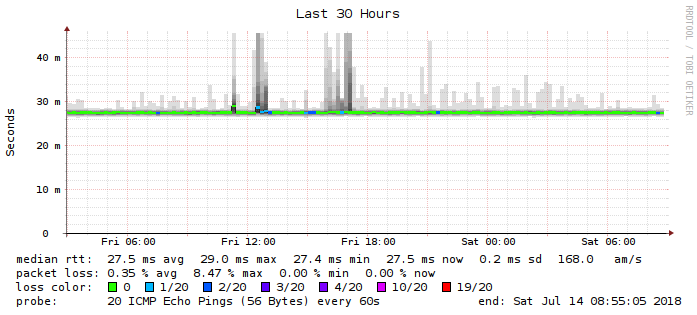 Last 30 Hours
RRDTOOL / TOBI OETIKER
Seconds
40 m
30 m
20 m
10 m
0
Fri 06:00 Fri 12:00 Fri 18:00 Sat 00:00 Sat 06:00
median rtt: 27.5 ms avg 29.0 ms max 27.4 ms min 27.5 ms now 0.2 ms sd 168.0 am/s
packet loss: 0.35 % avg 8.47 % max 0.00 % min 0.00 % now
loss color: 0 1/20 2/20 3/20 4/20 10/20 19/20
probe: 20 ICMP Echo Pings (56 Bytes) every 60s end: Sat Jul 14 08:55:05 2018